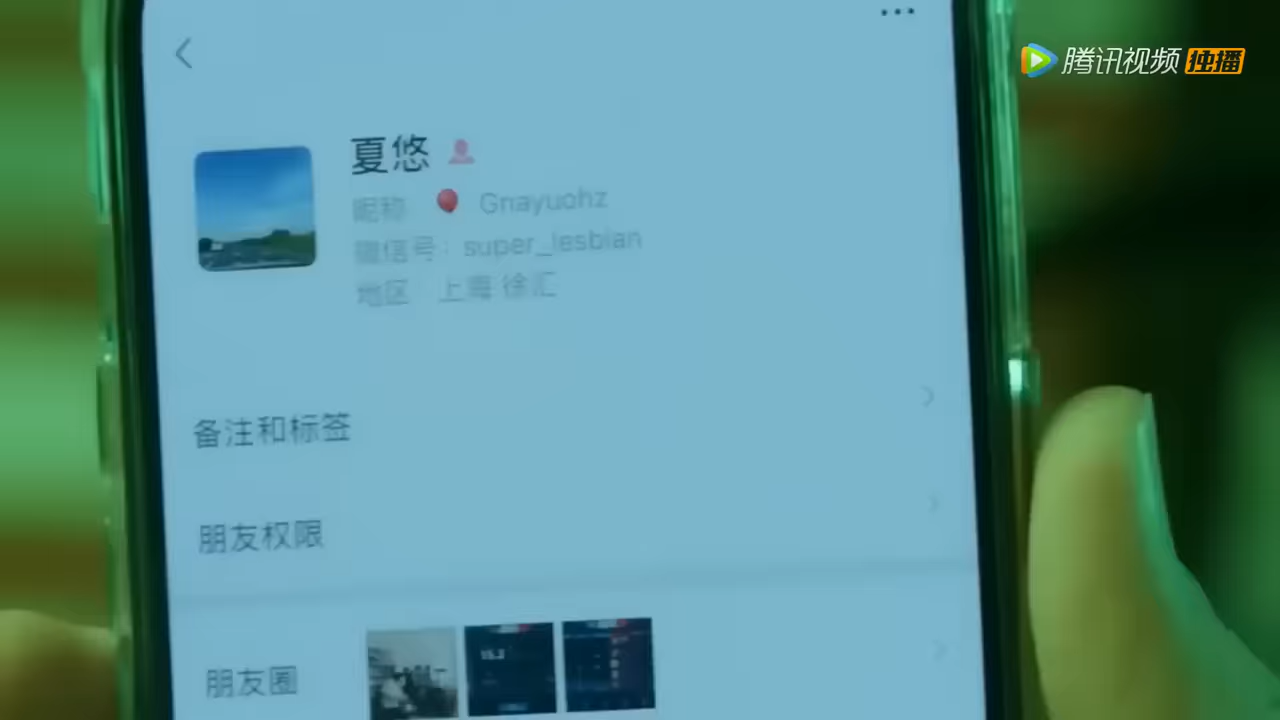 腾讯视频 独播
夏悠
昵称: Gnayuohz
微信号: super_lesbian
地区: 上海 徐汇
备注和标签
朋友权限
朋友圈